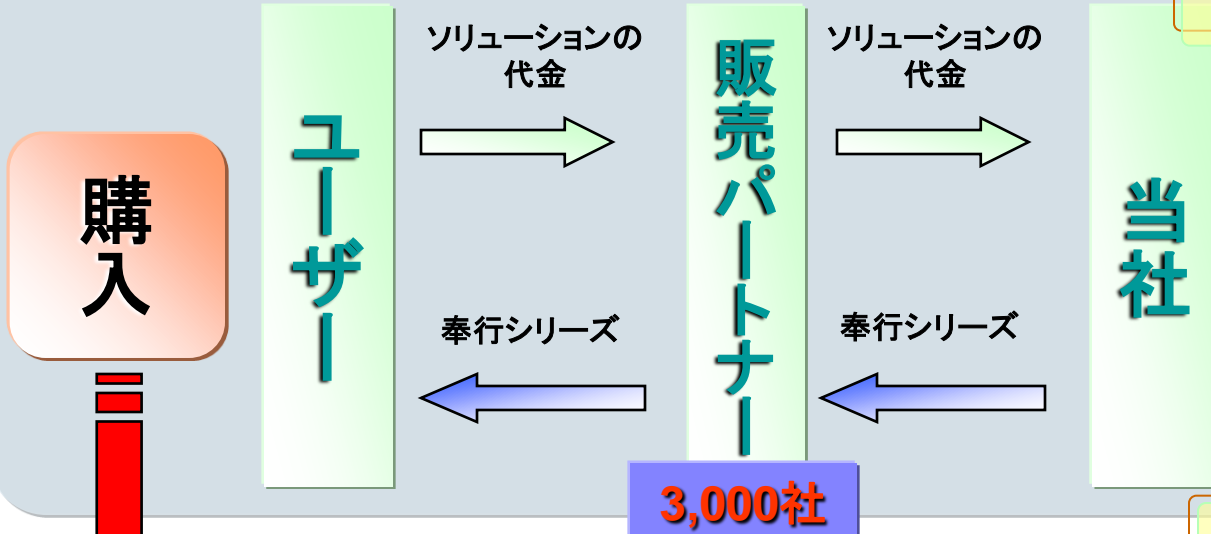 購入
ユーザー
ソリューションの
代金
奉行シリーズ
販売パートナー
3,000社
ソリューションの
代金
奉行シリーズ
当社